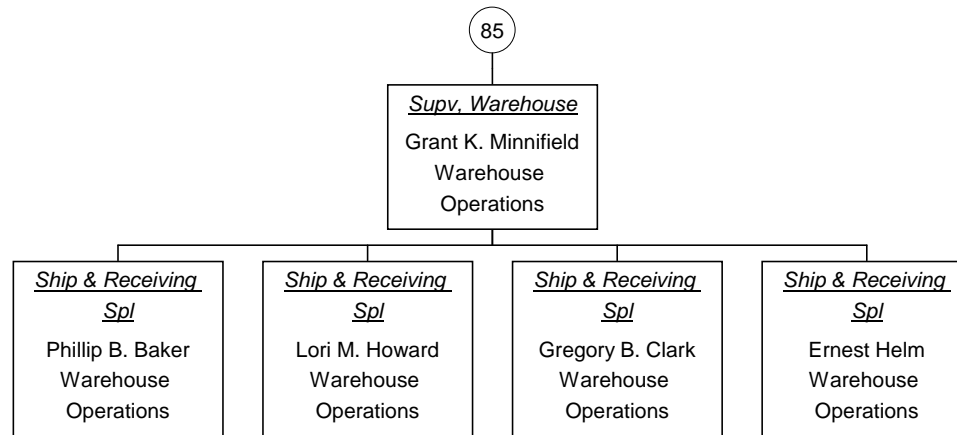 85
Supv, Warehouse
Grant K. Minnifield
Warehouse
Operations
Ship & Receiving
Spl
Phillip B. Baker
Warehouse
Operations
Ship & Receiving
Spl
Lori M. Howard
Warehouse
Operations
Ship & Receiving
Spl
Gregory B. Clark
Warehouse
Operations
Ship & Receiving
Spl
Ernest Helm
Warehouse
Operations